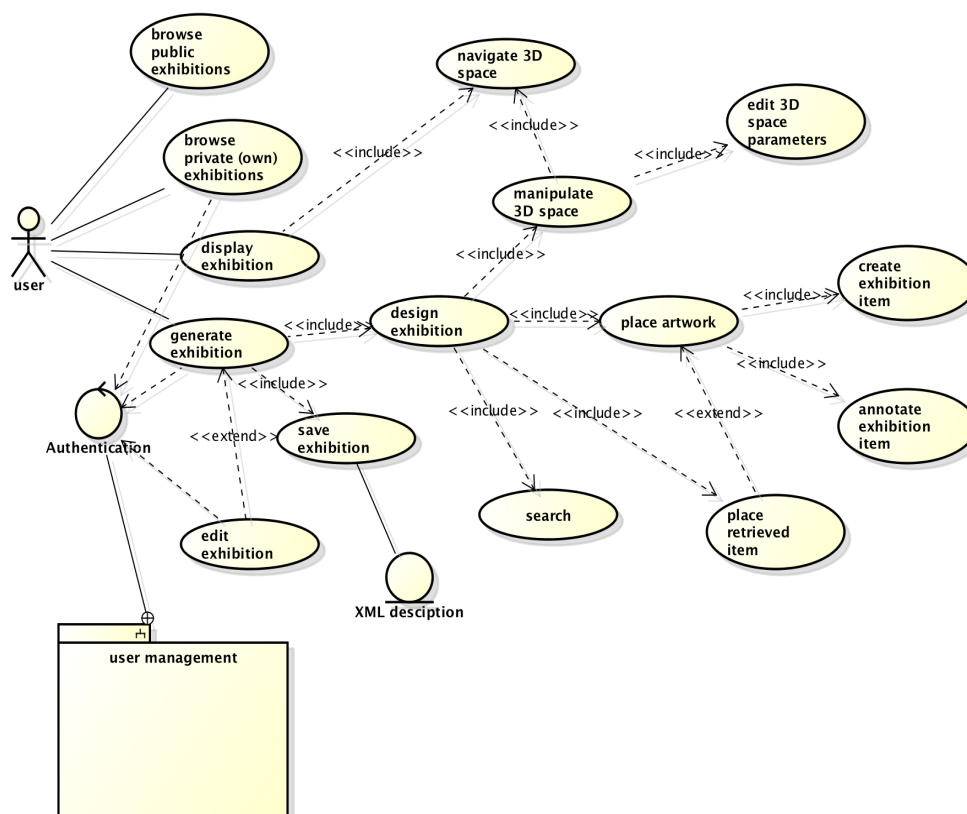 browse
public
exhibitions
navigate 3D
space
edit 3D
space
parameters
<<include>>
<<include>>
<<include>>
browse
private (own)
exhibitions
manipulate
3D space
user
display
exhibition
<<include>>
create
exhibition
item
generate
exhibition
<<include>>
design
exhibition
<<include>>
place artwork
<<include>>
<<include>>
<<include>>
<<include>>
<<include>>
<<extend>>
annotate
exhibition
item
Authentication
<<extend>>
save
exhibition
search
place
retrieved
item
edit
exhibition
XML desciption
user management